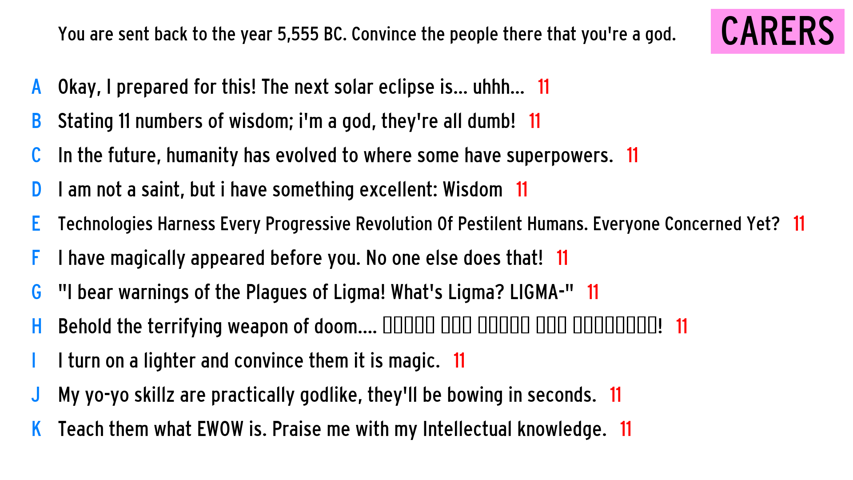 You are sent back to the year 5,555 BC. Convince the people there that you're a god.
CARERS
A Okay, I prepared for this! The next solar eclipse is... uhhh... 11
B Stating 11 numbers of wisdom; i'm a god, they're all dumb! 11
C In the future, humanity has evolved to where some have superpowers. 11
D I am not a saint, but i have something excellent: Wisdom 11
E Technologies Harness Every Progressive Revolution Of Pestilent Humans. Everyone Concerned Yet? 11
F I have magically appeared before you. No one else does that! 11
G "I bear warnings of the Plagues of Ligma! What's Ligma? LIGMA-" 11
H Behold the terrifying weapon of doom.... ! 11
I I turn on a lighter and convince them it is magic. 11
J My yo-yo skillz are practically godlike, they'll be bowing in seconds. 11
K Teach them what EWOW is. Praise me with my Intellectual knowledge. 11